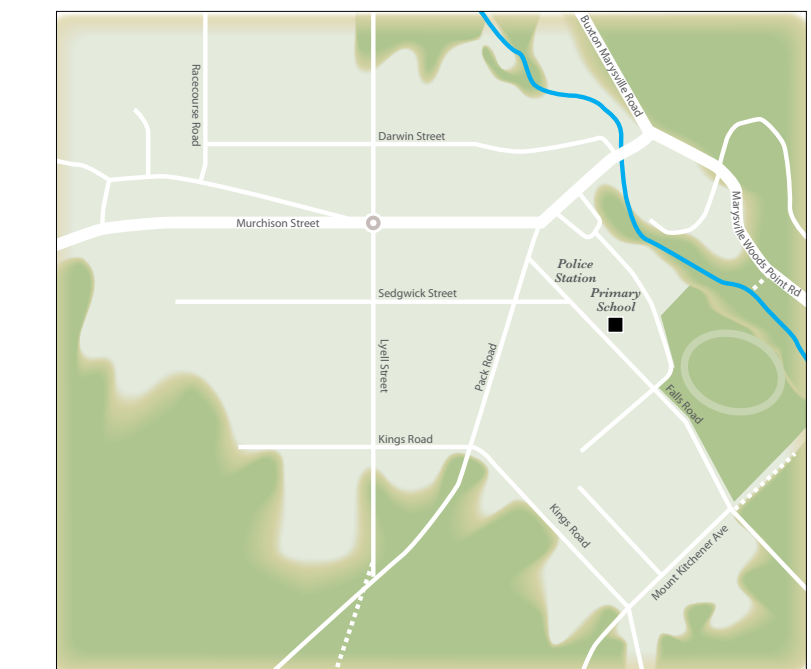 Buxton Marysville Road
Racecourse Road
Darwin Street
Marysville Woods Point Rd
Murchison Street
Police
Station
Primary
School
Sedgwick Street
Lyell Street
Pack Road
Falls Road
Kings Road
Kings Road
Mount Kitchener Ave